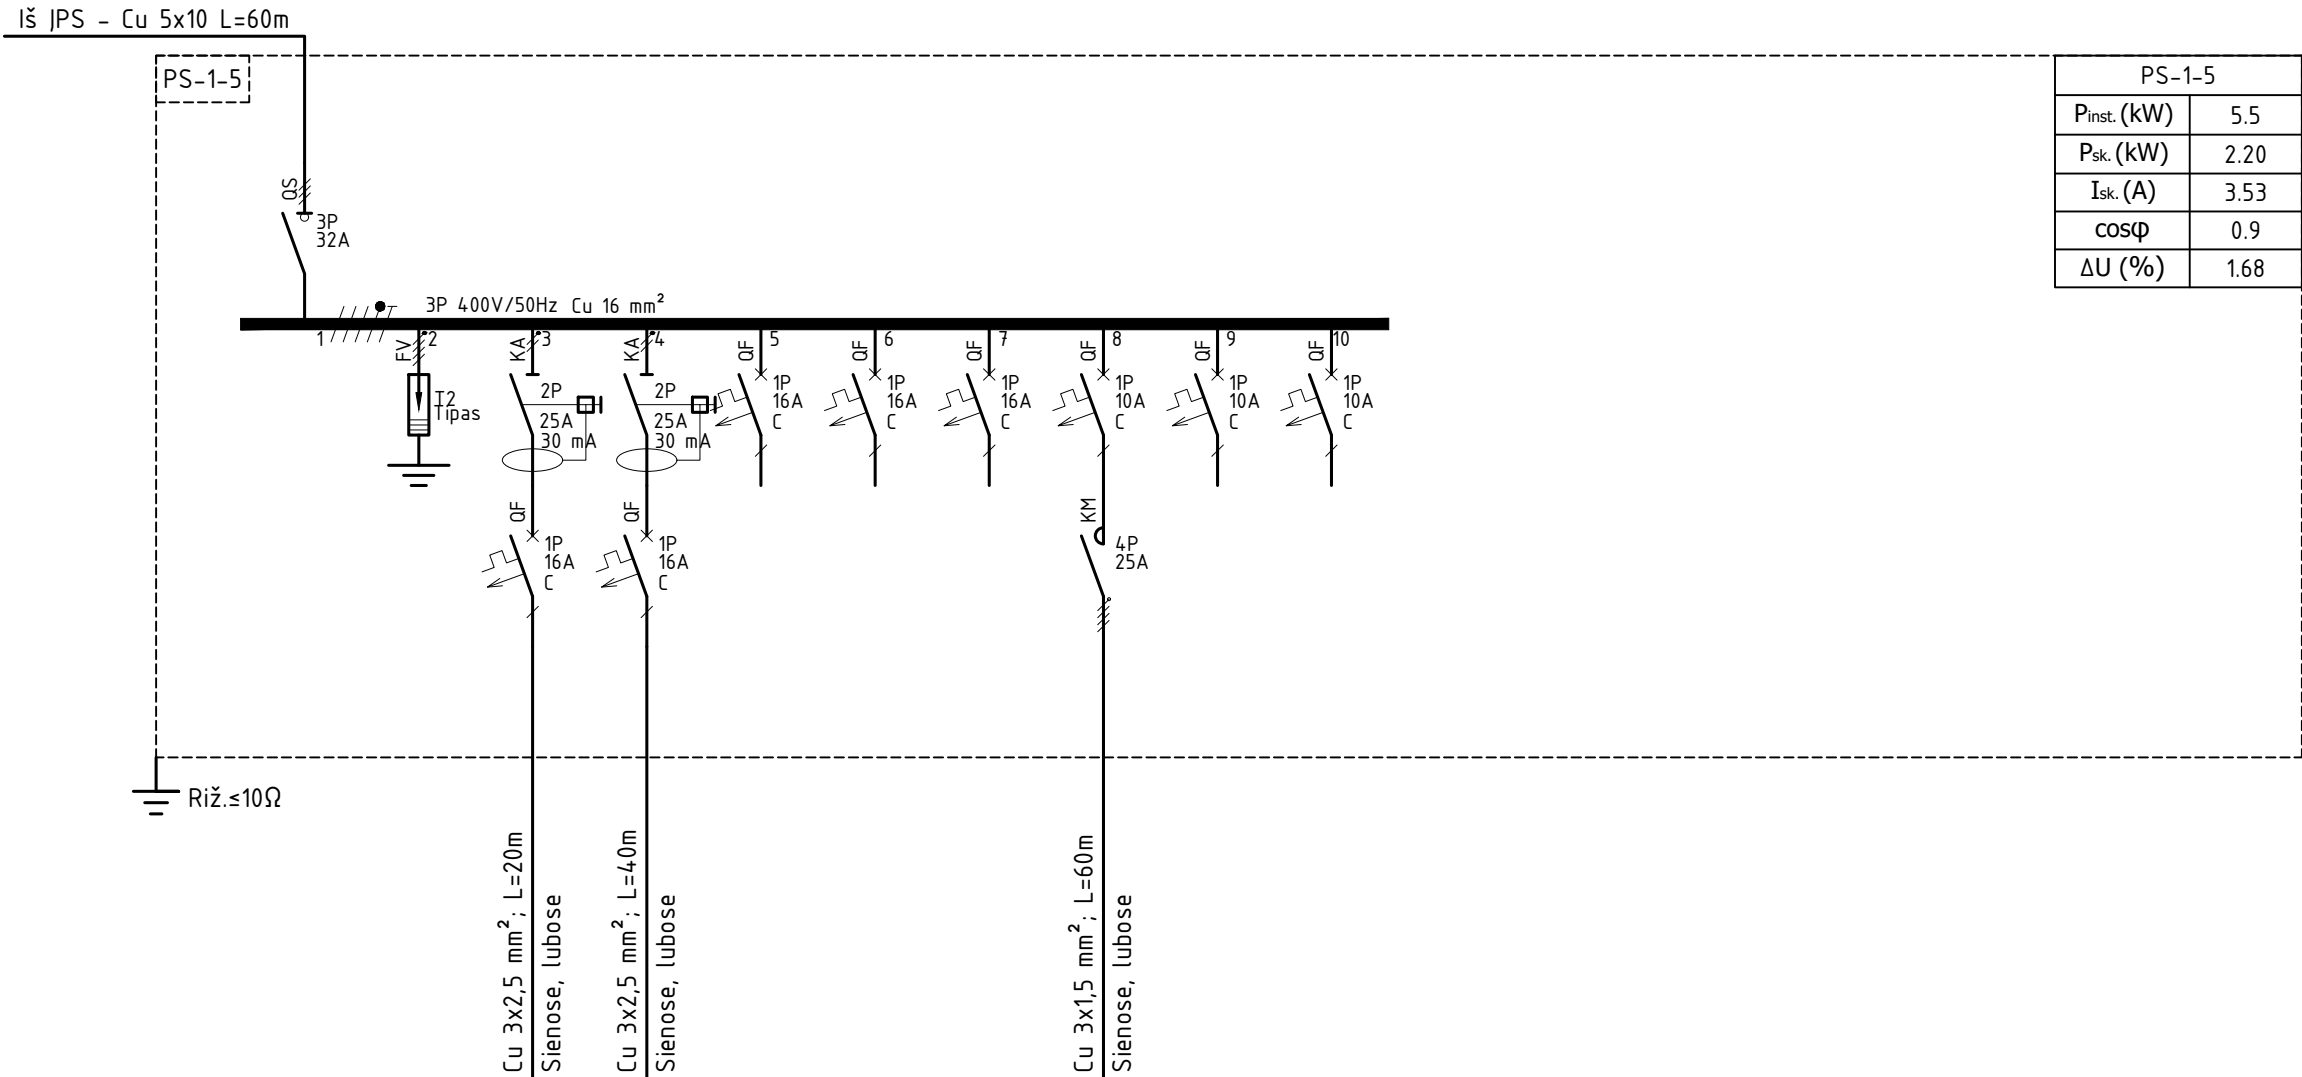 Iš JPS - Cu 5x10 L=60m
PS-1-5
PS-1-5
Pinst. (kW) 5.5
Psk. (kW) 2.20
Isk. (A) 3.53
cosφ 0.9
ΔU (%) 1.68
QS
3P
32A
3P 400V/50Hz Cu 16 mm²
1 2 3 4 5 6 7 8 9 10
FV KA KA QF QF QF QF QF QF
T2
Tipas
2P
25A
30 mA
2P
25A
30 mA
1P
16A
C
1P
16A
C
1P
16A
C
1P
10A
C
1P
10A
C
1P
10A
C
QF
1P
16A
C
QF
1P
16A
C
KM
4P
25A
Riž.≤10Ω
Cu 3x2,5 mm²; L=20m
Sienose, lubose
Cu 3x2,5 mm²; L=40m
Sienose, lubose
Cu 3x1,5 mm²; L=60m
Sienose, lubose